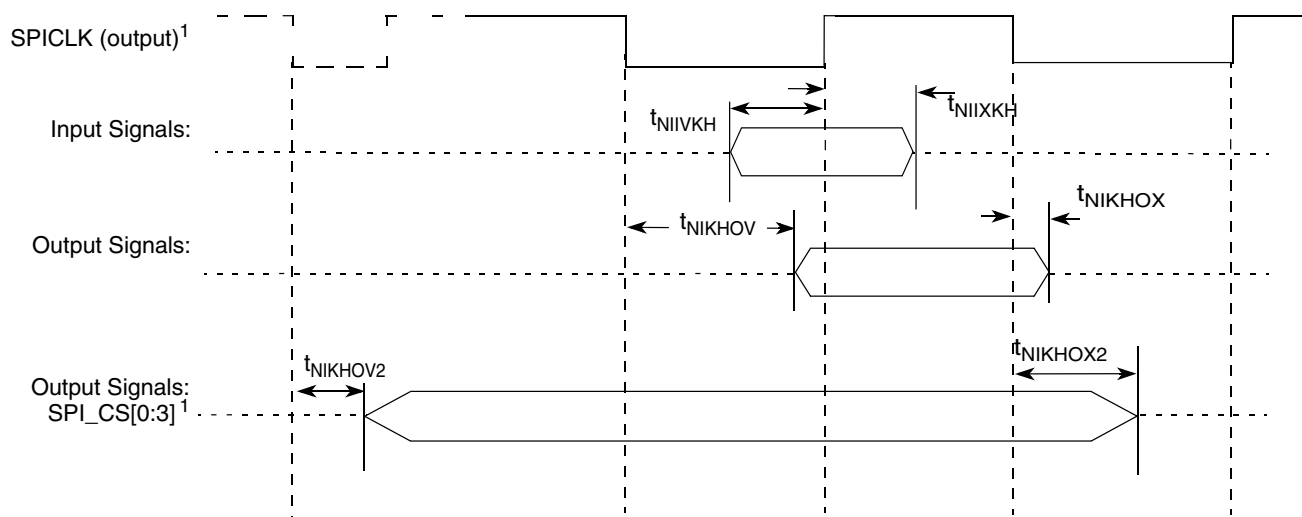 SPICLK (output)1
Input Signals:
tNIIVKH
tNIIXKH
tNIKHOX
Output Signals:
tNIKHOV
tNIKHOV2
tNIKHOX2
Output Signals:
SPI_CS[0:3]1